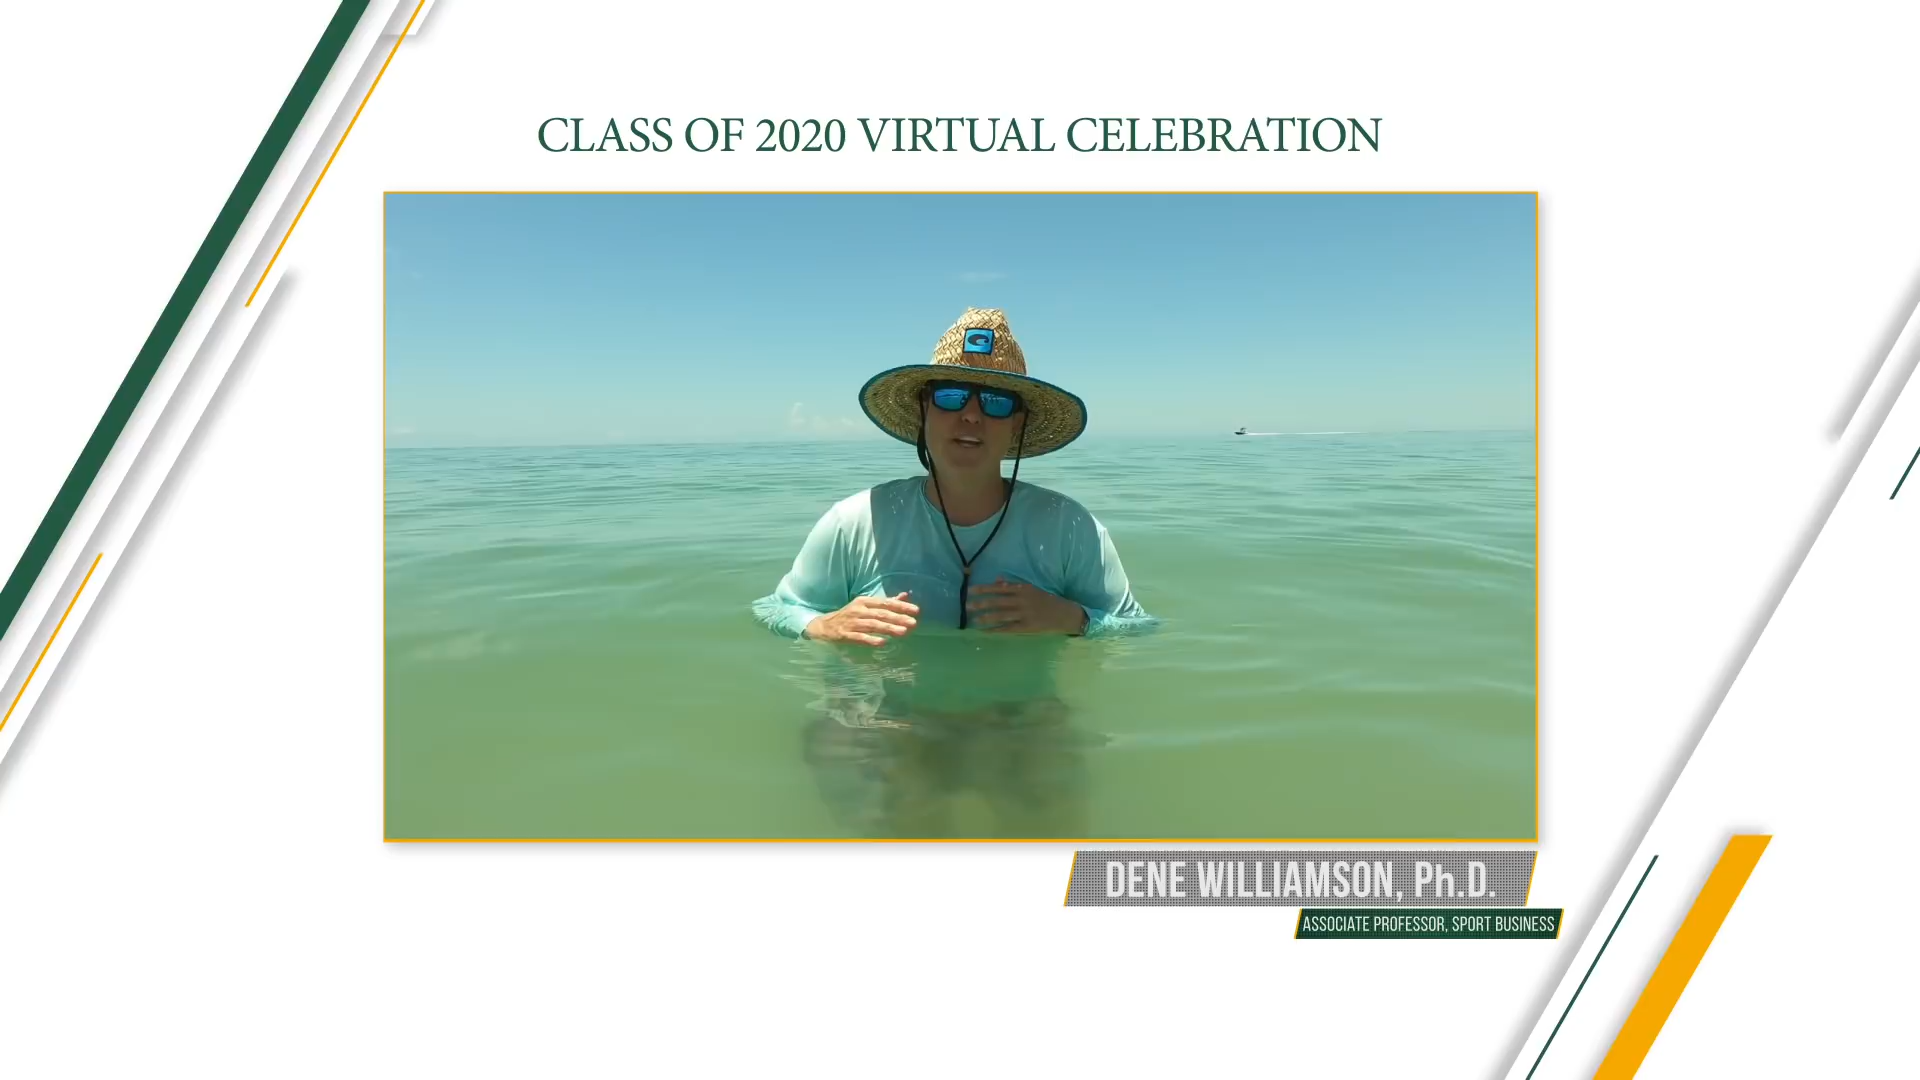 CLASS OF 2020 VIRTUAL CELEBRATION
DENE WILLIAMSON, Ph.D.
ASSOCIATE PROFESSOR, SPORT BUSINESS